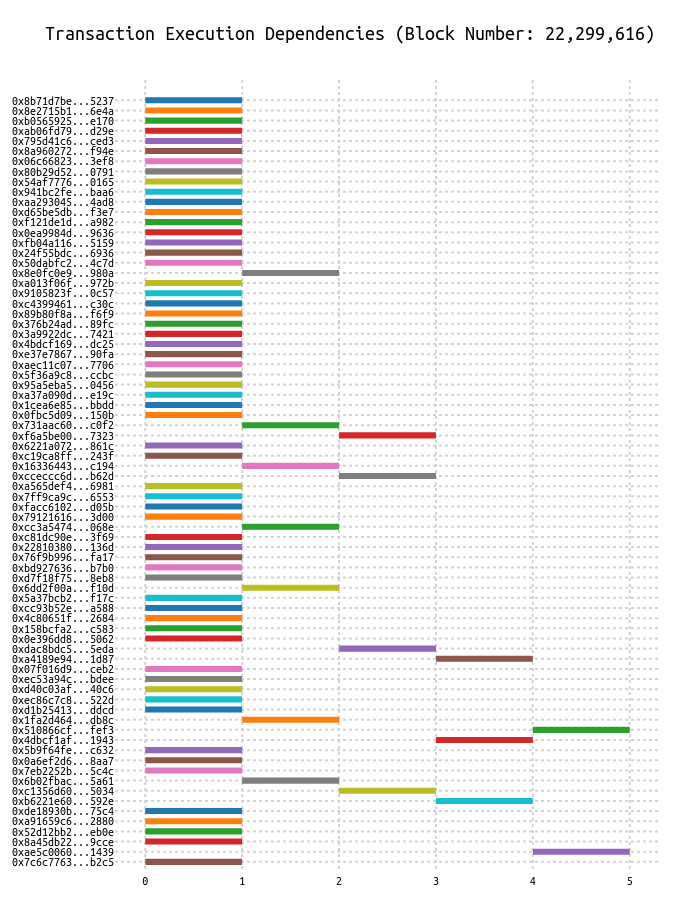 Transaction Execution Dependencies (Block Number: 22,299,616)
0x8b71d7be...5237
0x8e2715b1...6e4a
0xb0565925...e170
0xab06fd79...d29e
0x795d41c6...ced3
0x8a960272...f94e
0x06c66823...3ef8
0x80b29d52...0791
0x54af7776...0165
0x941bc2fe...baa6
0xaa293045...4ad8
0xd65be5db...f3e7
0xf121de1d...a982
0x0ea9984d...9636
0xfb04a116...5159
0x24f55bdc...6936
0x50dabfc2...4c7d
0x8e0fc0e9...980a
0xa013f06f...972b
0x9105823f...0c57
0xc4399461...c30c
0x89b80f8a...f6f9
0x376b24ad...89fc
0x3a9922dc...7421
0x4bdcf169...dc25
0xe37e7867...90fa
0xaec11c07...7706
0x5f36a9c8...ccbc
0x95a5eba5...0456
0xa37a090d...e19c
0x1cea6e85...bbdd
0x0fbc5d09...150b
0x731aac60...c0f2
0xf6a5be00...7323
0x6221a072...861c
0xc19ca8ff...243f
0x16336443...c194
0xcceccc6d...b62d
0xa565def4...6981
0x7ff9ca9c...6553
0xfacc6102...d05b
0x79121616...3d00
0xcc3a5474...068e
0xc81dc90e...3f69
0x22810380...136d
0x76f9b996...fa17
0xbd927636...b7b0
0xd7f18f75...8eb8
0x6dd2f00a...f10d
0x5a37bcb2...f17c
0xcc93b52e...a588
0x4c80651f...2684
0x158bcfa2...c583
0x0e396dd8...5062
0xdac8bdc5...5eda
0xa4189e94...1d87
0x07f016d9...ceb2
0xec53a94c...bdee
0xd40c03af...40c6
0xec86c7c8...522d
0xd1b25413...ddcd
0x1fa2d464...db8c
0x510866cf...fef3
0x4dbcf1af...1943
0x5b9f64fe...c632
0x0a6ef2d6...8aa7
0x7eb2252b...5c4c
0x6b02fbac...5a61
0xc1356d60...5034
0xb6221e60...592e
0xde18930b...75c4
0xa91659c6...2880
0x52d12bb2...eb0e
0x8a45db22...9cce
0xae5c0060...1439
0x7c6c7763...b2c5
0 1 2 3 4 5